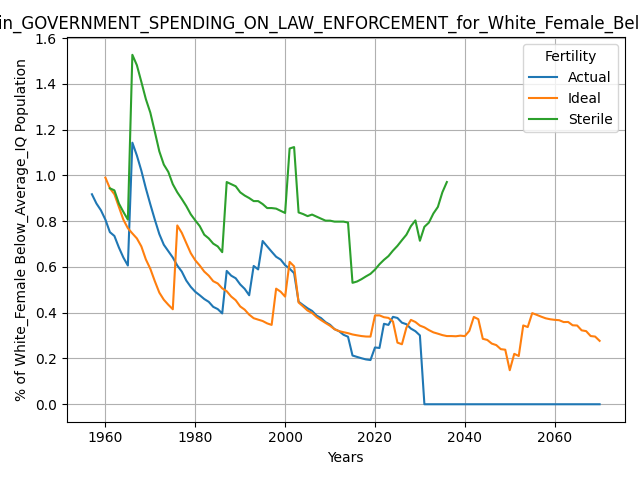 in_GOVERNMENT_SPENDING_ON_LAW_ENFORCEMENT_for_White_Female_Bel
1.6
1.4
1.2
1.0
0.8
0.6
0.4
0.2
0.0
% of White_Female Below_Average_IQ Population
Fertility
Actual
Ideal
Sterile
1960 1980 2000 2020 2040 2060
Years